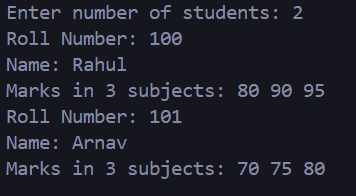 Enter number of students: 2
Roll Number: 100
Name: Rahul
Marks in 3 subjects: 80 90 95
Roll Number: 101
Name: Arnav
Marks in 3 subjects: 70 75 80